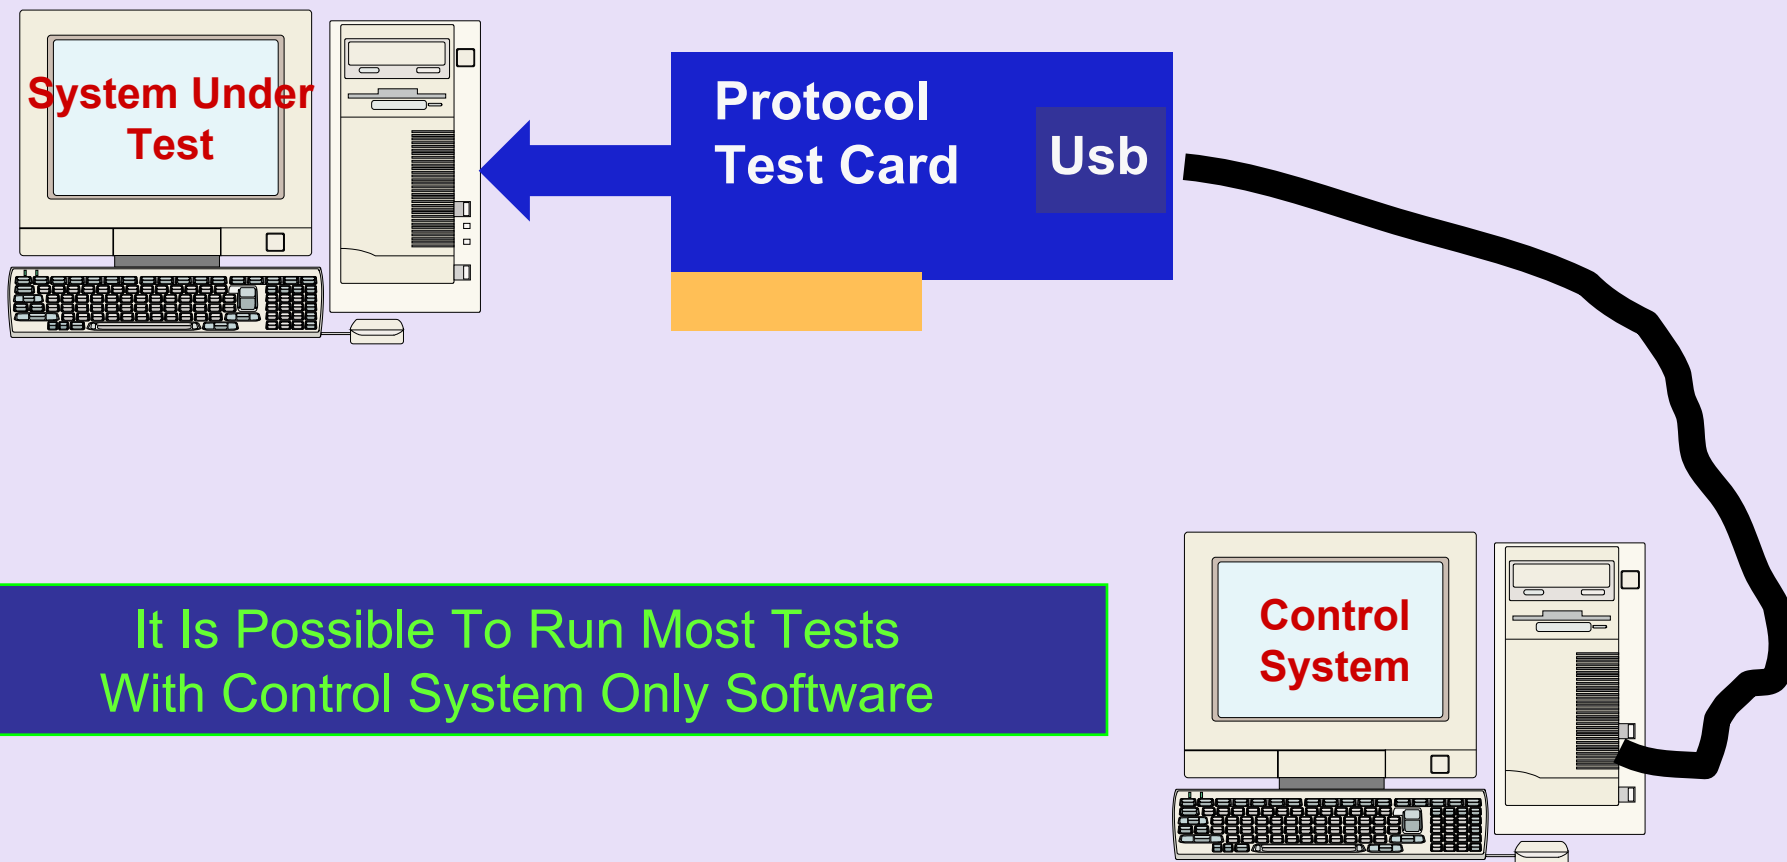 System Under
Test
Protocol
Test Card
Usb
It Is Possible To Run Most Tests
With Control System Only Software
Control
System